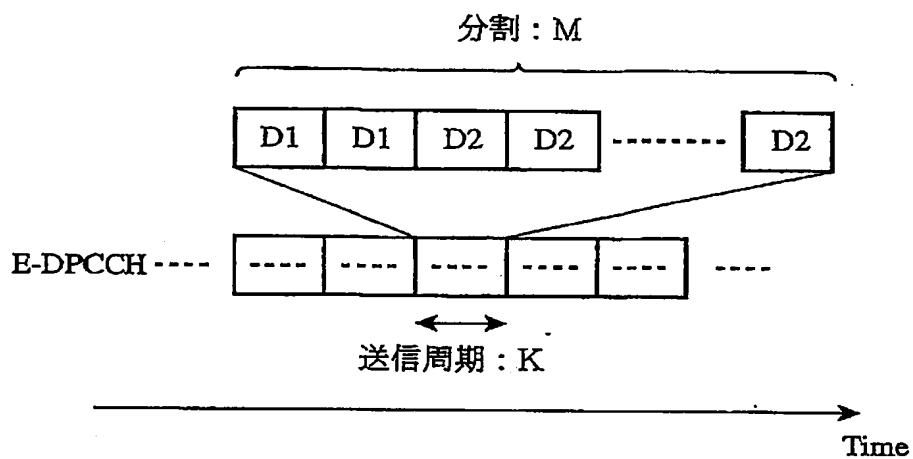 分割：M
D1 D1 D2 D2 -------- D2
E-DPCCH ---- ---- ---- ---- ---- ---- ----
送信周期：K
Time